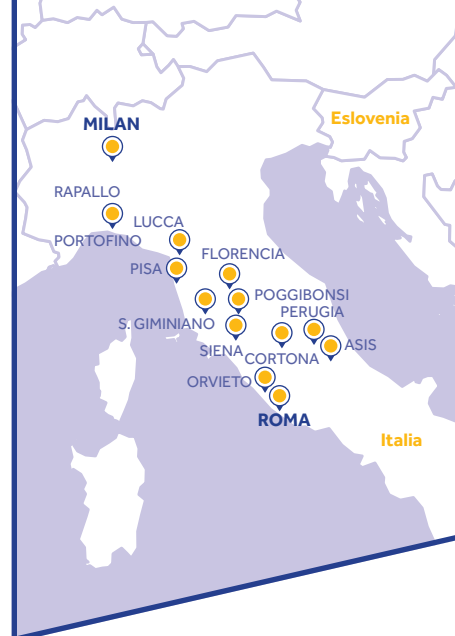 Eslovenia
MILAN
RAPALLO
LUCCA
PORTOFINO
FLORENCIA
PISA
POGGIBONSI
PERUGIA
S. GIMINIANO
ASIS
SIENA
CORTONA
ORVIETO
ROMA
Italia